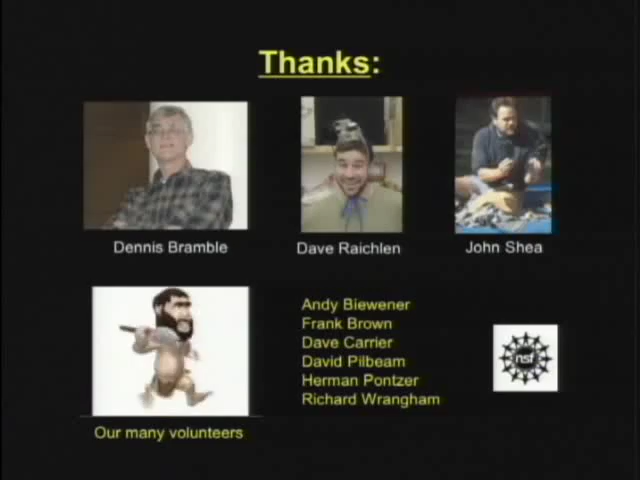 Thanks:
Dennis Bramble
Dave Raichlen
John Shea
Andy Biewener
Frank Brown
Dave Carrier
David Pilbeam
Herman Pontzer
Richard Wrangham
nsf
Our many volunteers